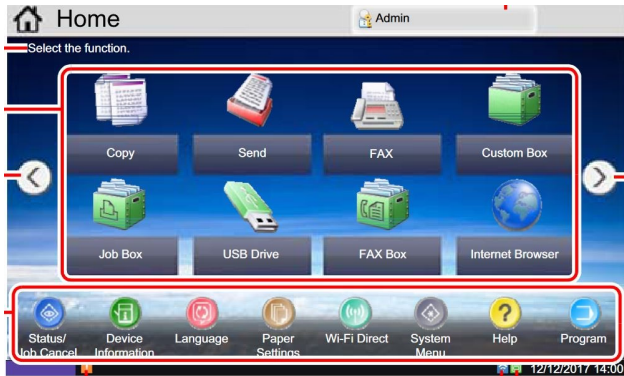 Home
Admin
Select the function.
Copy
Send
FAX
Custom Box
Job Box
USB Drive
FAX Box
Internet Browser
Status/
Job Cancel
Device
Information
Language
Paper
Settings
Wi-Fi Direct
System
Menu
Help
Program
12/12/2017 14:00